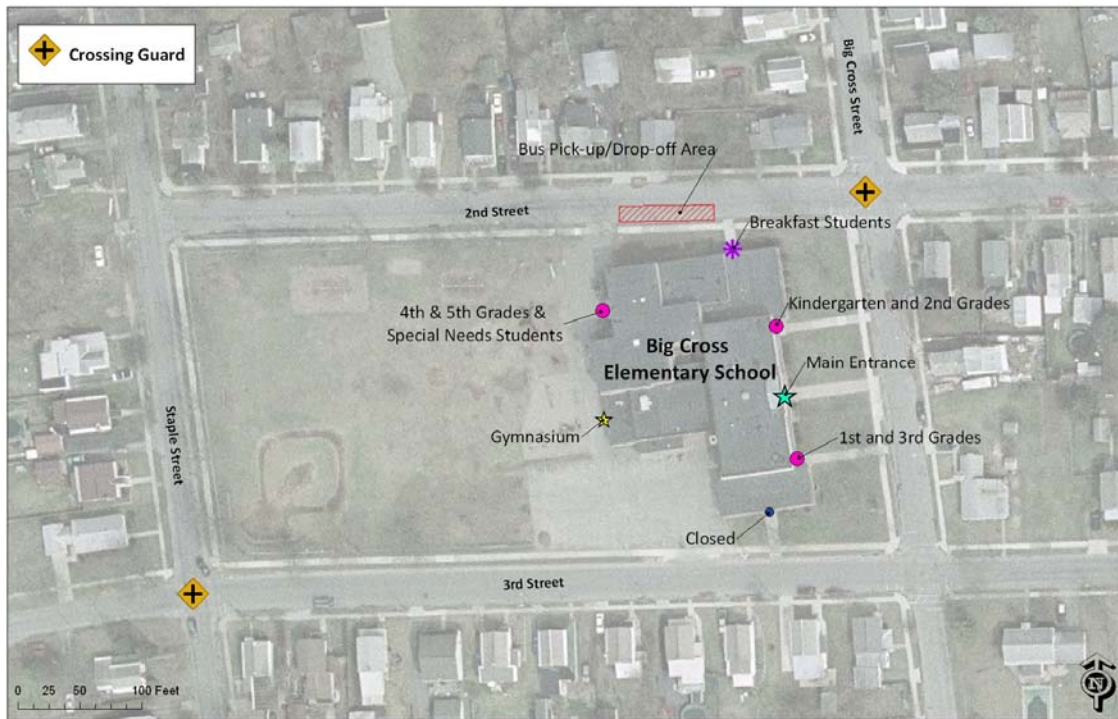 Crossing Guard
Big Cross Street
Bus Pick-up/Drop-off Area
2nd Street
Breakfast Students
4th & 5th Grades &
Special Needs Students
Kindergarten and 2nd Grades
Big Cross
Elementary School
Main Entrance
Staple Street
Gymnasium
1st and 3rd Grades
Closed
3rd Street
0 25 50 100 Feet
N